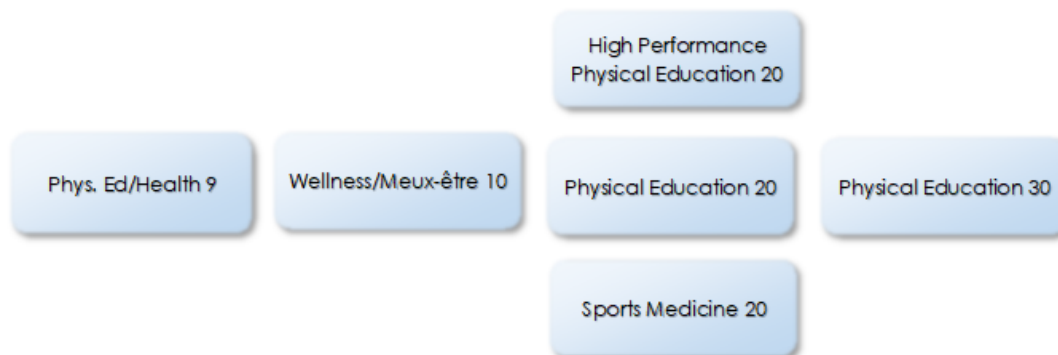 High Performance
Physical Education 20
Phys. Ed/Health 9
Wellness/Meux-être 10
Physical Education 20
Physical Education 30
Sports Medicine 20